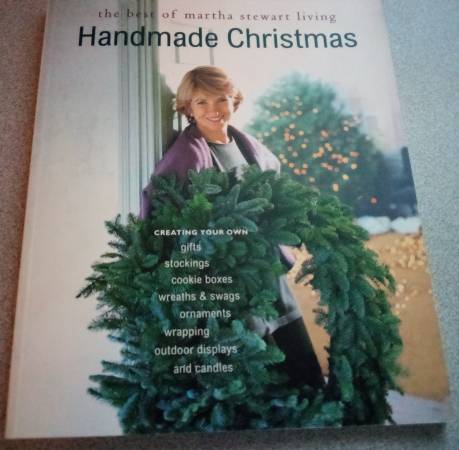 the best of martha stewart living
Handmade Christmas
CREATING YOUR OWN
gifts
stockings
cookie boxes
wreaths & swags
ornaments
wrapping
outdoor displays
and candles